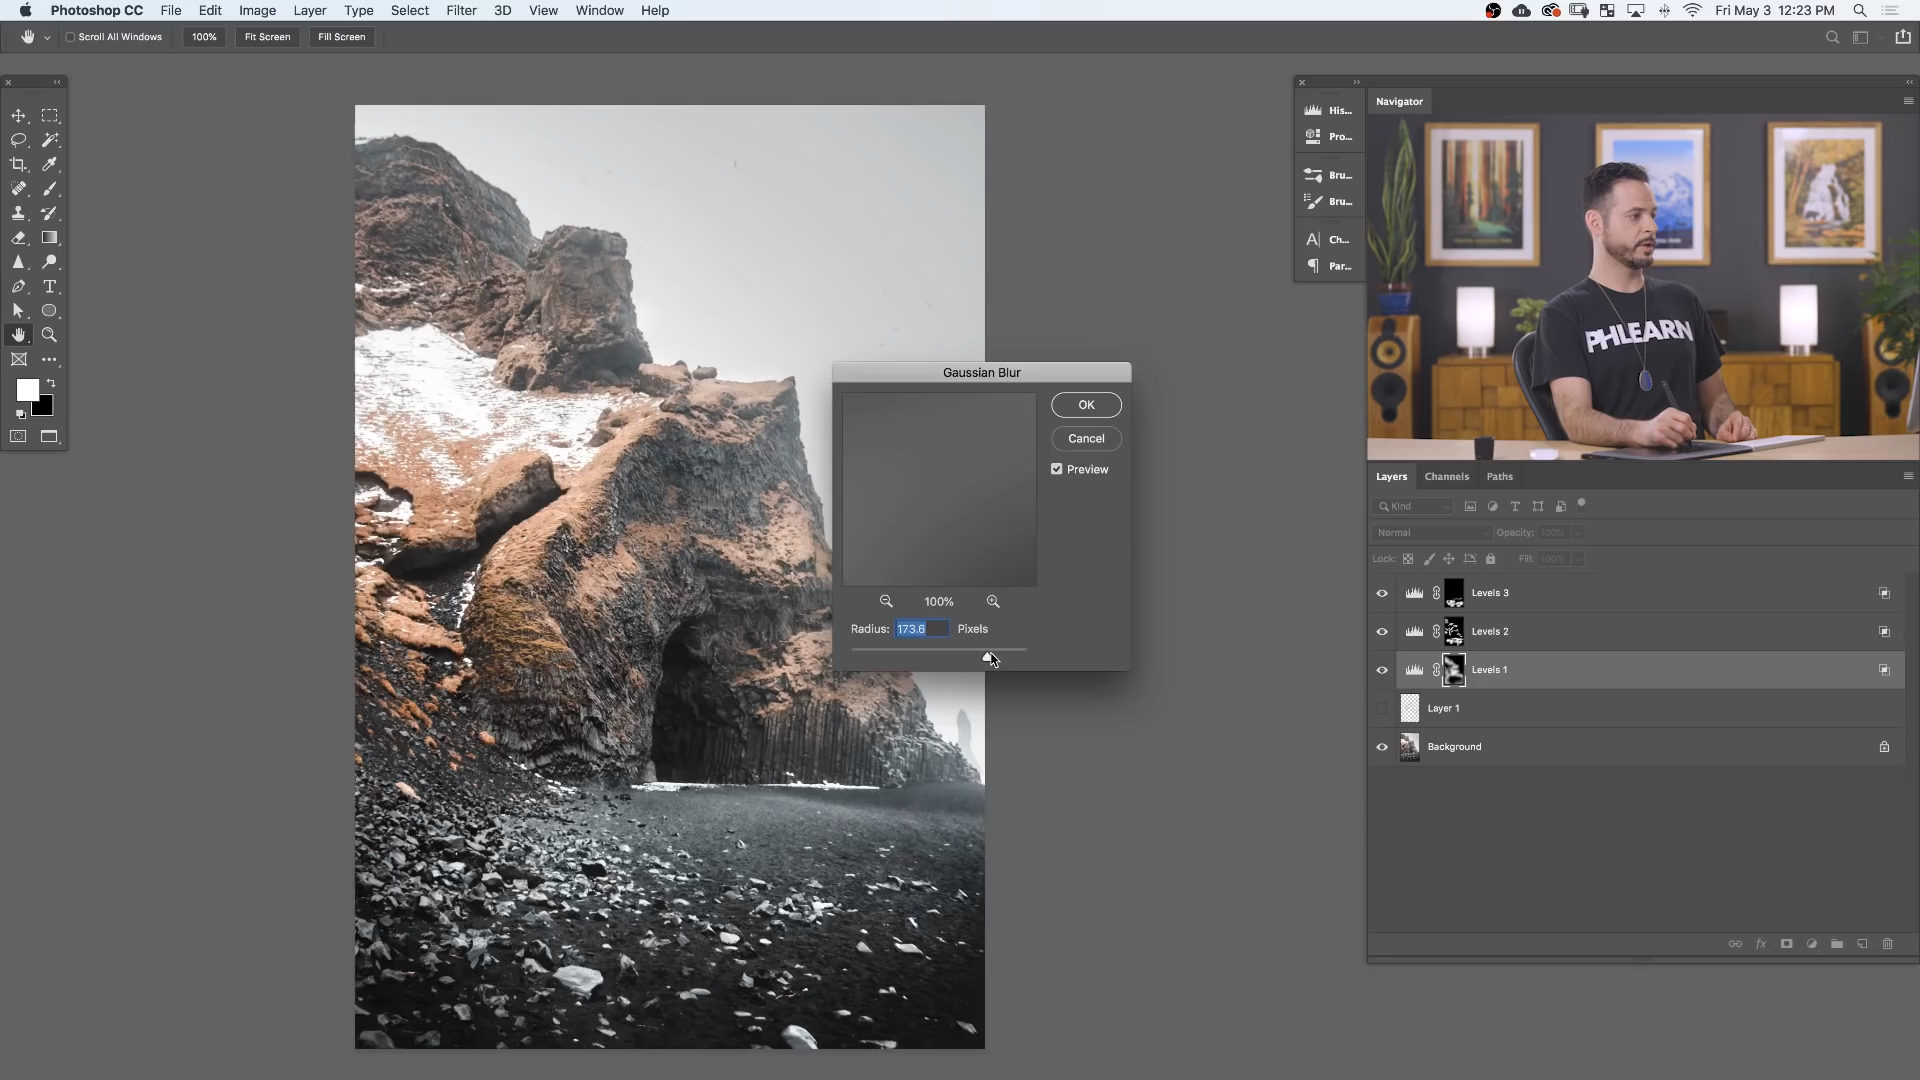 Photoshop CC File Edit Image Layer Type Select Filter 3D View Window Help Fri May 3 12:23 PM
Scroll All Windows 100% Fit Screen Fill Screen
Navigator
His...
Pro...
Bru...
Bru...
Ch...
Par...
PHLEARN
Gaussian Blur
OK
Cancel
Preview
100%
Radius: 173.6 Pixels
Layers Channels Paths
Kind
Normal Opacity: 100%
Lock: Fill: 100%
Levels 3
Levels 2
Levels 1
Layer 1
Background